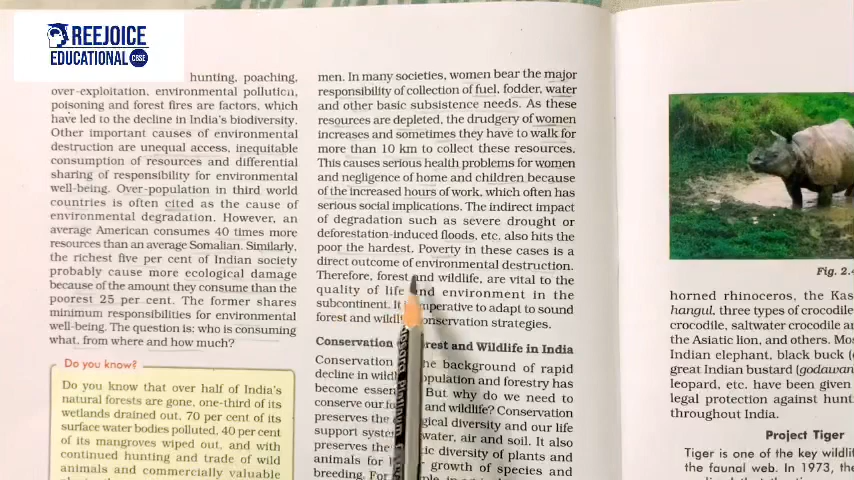 REEJOICE
EDUCATIONAL CBSE
hunting, poaching,
over-exploitation, environmental pollution,
poisoning and forest fires are factors, which
have led to the decline in India's biodiversity.
Other important causes of environmental
destruction are unequal access, inequitable
consumption of resources and differential
sharing of responsibility for environmental
well-being. Over-population in third world
countries is often cited as the cause of
environmental degradation. However, an
average American consumes 40 times more
resources than an average Somalian. Similarly,
the richest five per cent of Indian society
probably cause more ecological damage
because of the amount they consume than the
poorest 25 per cent. The former shares
minimum responsibilities for environmental
well-being. The question is: who is consuming
what, from where and how much?
Do you know?
Do you know that over half of India's
natural forests are gone, one-third of its
wetlands drained out, 70 per cent of its
surface water bodies polluted, 40 per cent
of its mangroves wiped out, and with
continued hunting and trade of wild
animals and commercially valuable
men. In many societies, women bear the major
responsibility of collection of fuel, fodder, water
and other basic subsistence needs. As these
resources are depleted, the drudgery of women
increases and sometimes they have to walk for
more than 10 km to collect these resources.
This causes serious health problems for women
and negligence of home and children because
of the increased hours of work, which often has
serious social implications. The indirect impact
of degradation such as severe drought or
deforestation-induced floods, etc. also hits the
poor the hardest. Poverty in these cases is a
direct outcome of environmental destruction.
Therefore, forest and wildlife, are vital to the
quality of life and environment in the
subcontinent. It imperative to adapt to sound
forest and wildl conservation strategies.
Conservation orest and Wildlife in India
Conservation he background of rapid
decline in wildl opulation and forestry has
become essen But why do we need to
conserve our fo and wildlife? Conservation
preserves the gical diversity and our life
support syste water, air and soil. It also
preserves the tic diversity of plants and
animals for growth of species and
breeding. For
Fig. 2.4
horned rhinoceros, the Kas
hangul, three types of crocodile
crocodile, saltwater crocodile a
the Asiatic lion, and others. Mos
Indian elephant, black buck (
great Indian bustard (godawan
leopard, etc. have been given
legal protection against hunt
throughout India.
Project Tiger
Tiger is one of the key wildli
the faunal web. In 1973, the